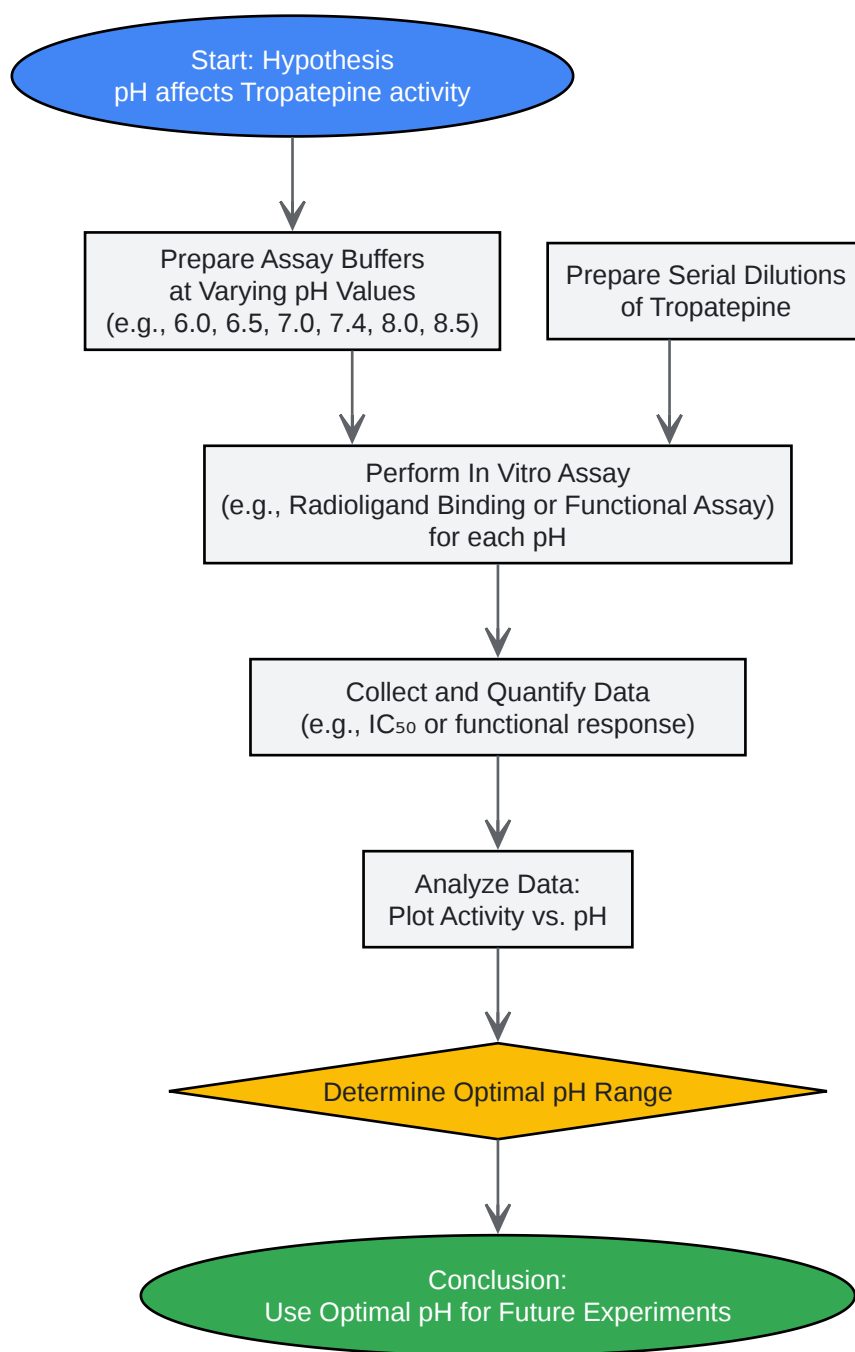 Start: Hypothesis
pH affects Tropatepine activity
Prepare Assay Buffers
at Varying pH Values
(e.g., 6.0, 6.5, 7.0, 7.4, 8.0, 8.5)
Prepare Serial Dilutions
of Tropatepine
Perform In Vitro Assay
(e.g., Radioligand Binding or Functional Assay)
for each pH
Collect and Quantify Data
(e.g., IC₅₀ or functional response)
Analyze Data:
Plot Activity vs. pH
Determine Optimal pH Range
Conclusion:
Use Optimal pH for Future Experiments